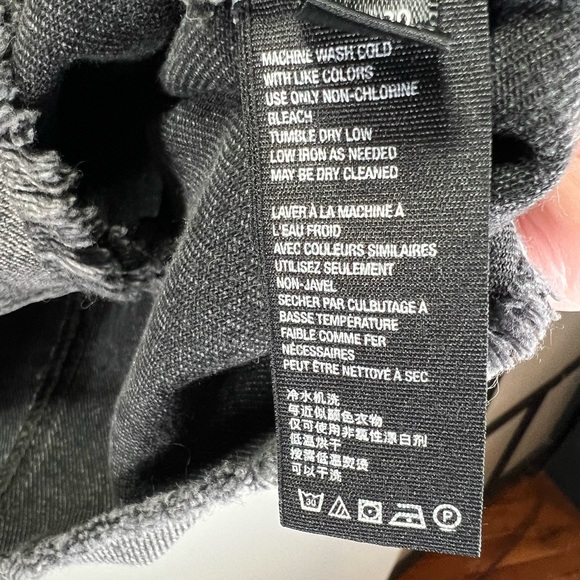 MACHINE WASH COLD
WITH LIKE COLORS
USE ONLY NON-CHLORINE
BLEACH
TUMBLE DRY LOW
LOW IRON AS NEEDED
MAY BE DRY CLEANED
LAVER À LA MACHINE À
L'EAU FROID
AVEC COULEURS SIMILAIRES
UTILISEZ SEULEMENT
NON-JAVEL
SECHER PAR CULBUTAGE À
BASSE TEMPÉRATURE
FAIBLE COMME FER
NÉCESSAIRES
PEUT ÊTRE NETTOYÉ À SEC
冷水机洗
与近似颜色衣物
仅可使用非氯性漂白剂
低温烘干
按需低温熨烫
可以干洗
30 P